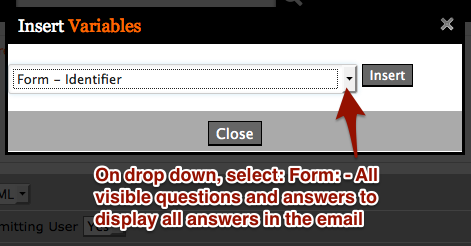 Insert Variables
Form – Identifier
Insert
Close
On drop down, select: Form: - All
visible questions and answers to
display all answers in the email
ML
mitting User Yes